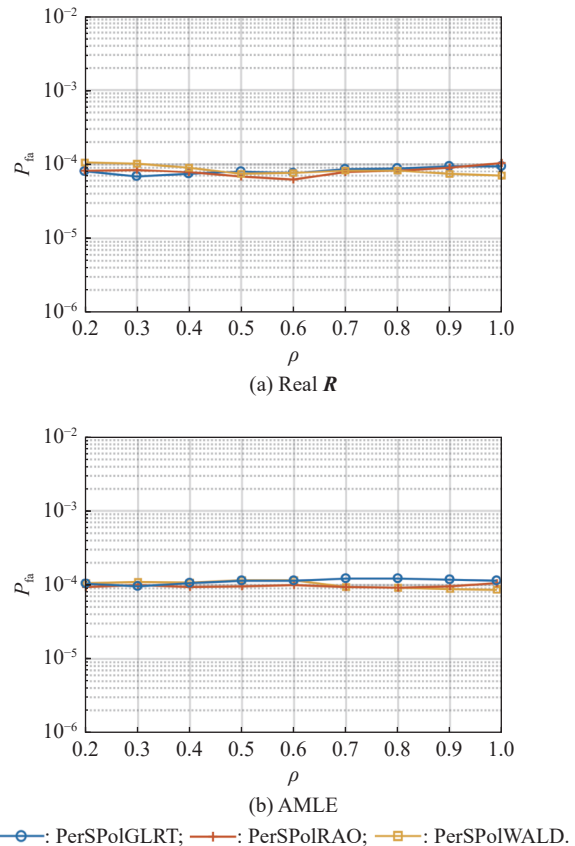 10⁻²
10⁻³
10⁻⁴
10⁻⁵
10⁻⁶
P_fa
0.2 0.3 0.4 0.5 0.6 0.7 0.8 0.9 1.0
ρ
(a) Real R
10⁻²
10⁻³
10⁻⁴
10⁻⁵
10⁻⁶
P_fa
0.2 0.3 0.4 0.5 0.6 0.7 0.8 0.9 1.0
ρ
(b) AMLE
: PerSPolGLRT; : PerSPolRAO; : PerSPolWALD.